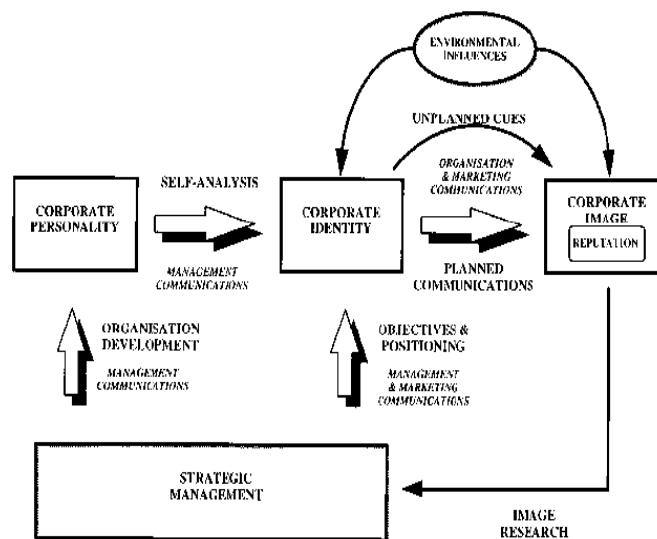 ENVIRONMENTAL
INFLUENCES
UNPLANNED CUES
ORGANISATION
& MARKETING
COMMUNICATIONS
SELF-ANALYSIS
CORPORATE
PERSONALITY
CORPORATE
IDENTITY
CORPORATE
IMAGE
REPUTATION
MANAGEMENT
COMMUNICATIONS
PLANNED
COMMUNICATIONS
ORGANISATION
DEVELOPMENT
MANAGEMENT
COMMUNICATIONS
OBJECTIVES &
POSITIONING
MANAGEMENT
& MARKETING
COMMUNICATIONS
STRATEGIC
MANAGEMENT
IMAGE
RESEARCH